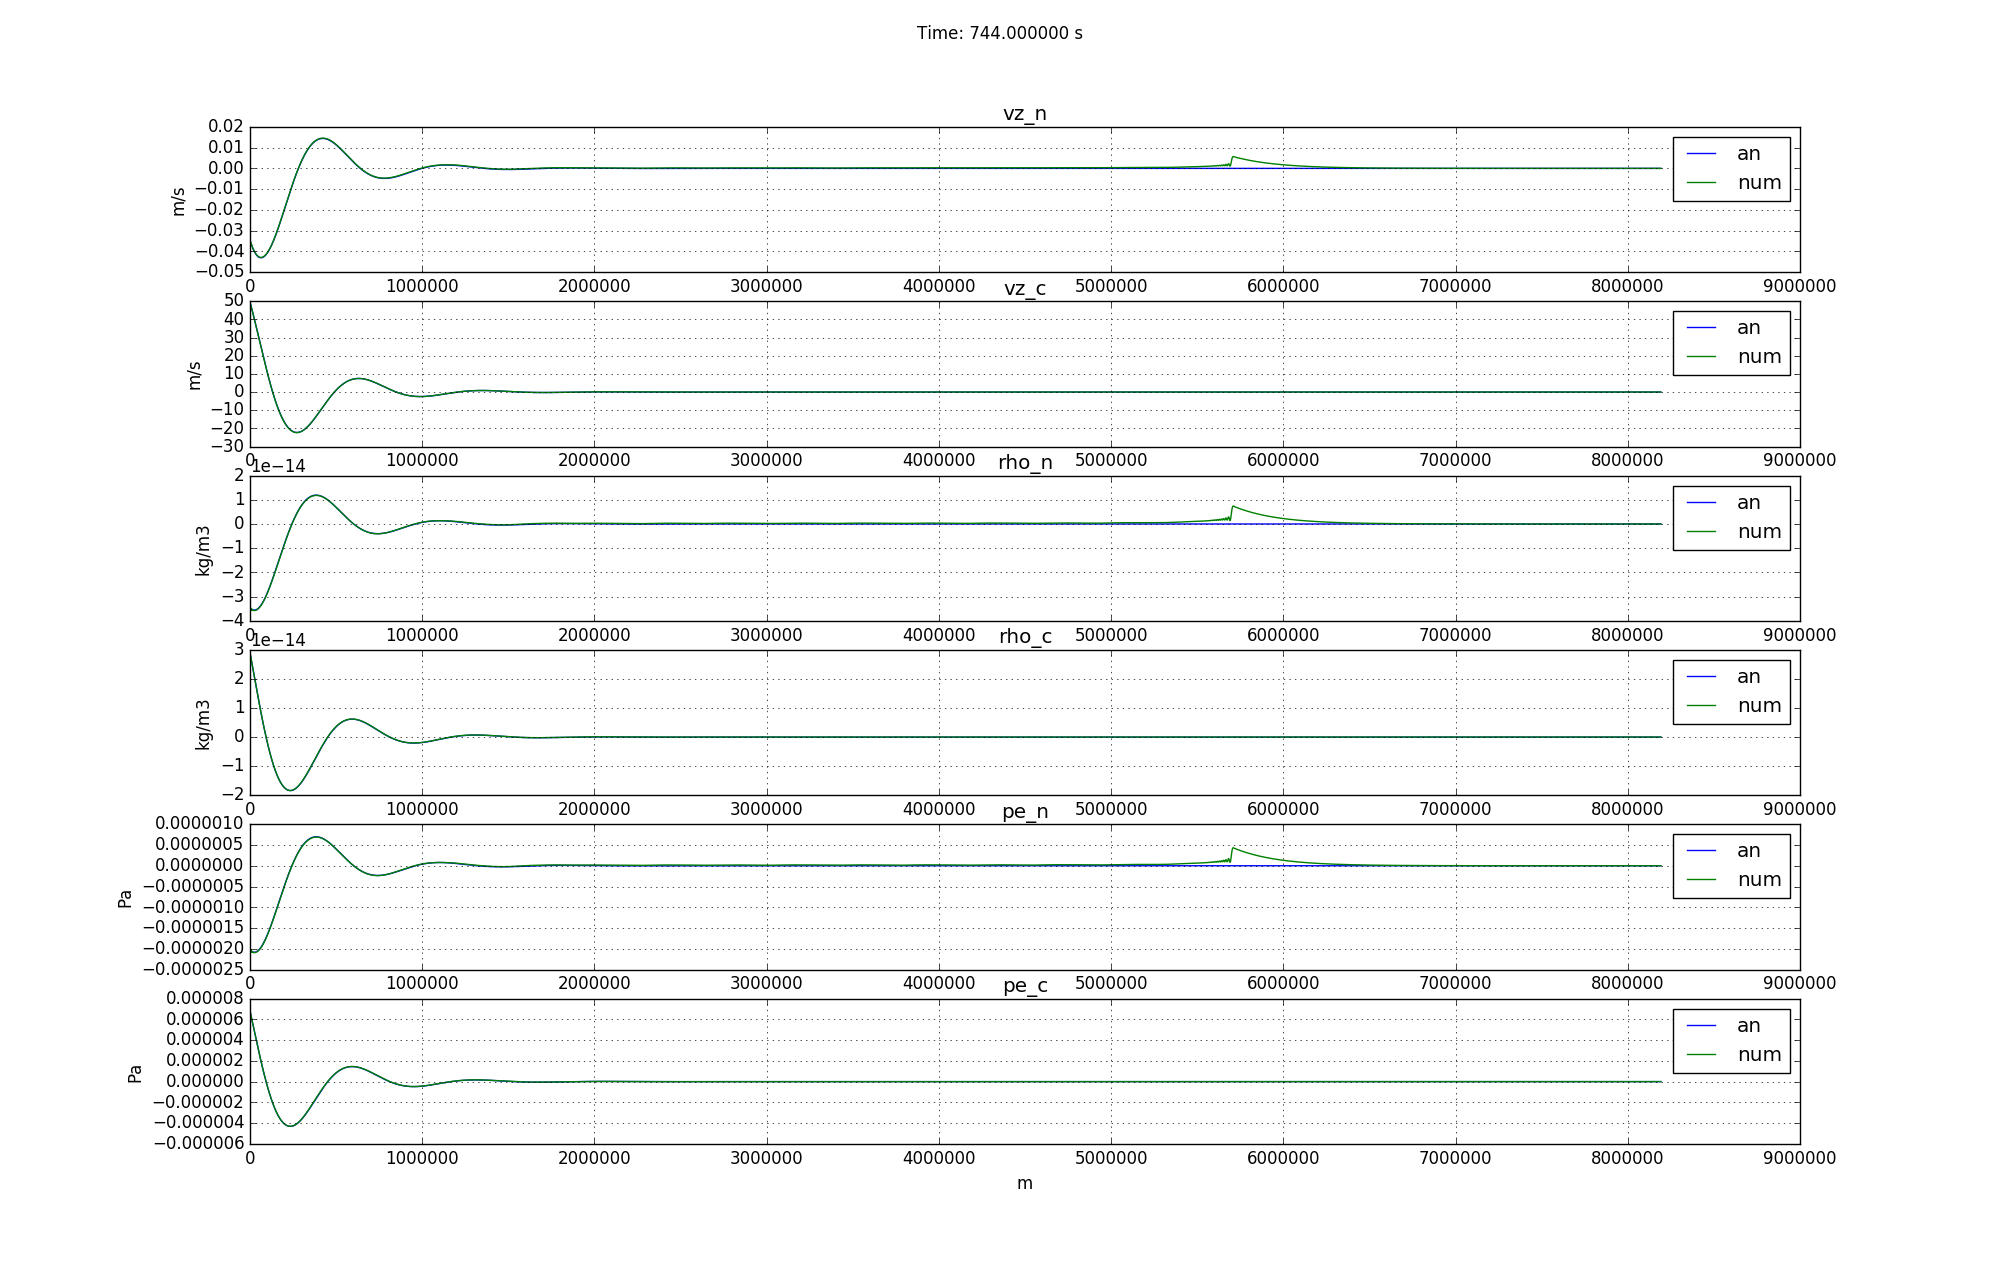 Time: 744.000000 s
vz_n
0.02
0.01
0.00
−0.01
−0.02
−0.03
−0.04
−0.05
m/s
an
num
0 1000000 2000000 3000000 4000000 5000000 6000000 7000000 8000000 9000000
vz_c
50
40
30
20
10
0
−10
−20
−30
m/s
an
num
0 1000000 2000000 3000000 4000000 5000000 6000000 7000000 8000000 9000000
1e−14
rho_n
2
1
0
−1
−2
−3
−4
kg/m3
an
num
0 1000000 2000000 3000000 4000000 5000000 6000000 7000000 8000000 9000000
1e−14
rho_c
3
2
1
0
−1
−2
kg/m3
an
num
0 1000000 2000000 3000000 4000000 5000000 6000000 7000000 8000000 9000000
pe_n
0.0000010
0.0000005
0.0000000
−0.0000005
−0.0000010
−0.0000015
−0.0000020
−0.0000025
Pa
an
num
0 1000000 2000000 3000000 4000000 5000000 6000000 7000000 8000000 9000000
pe_c
0.000008
0.000006
0.000004
0.000002
0.000000
−0.000002
−0.000004
−0.000006
Pa
an
num
0 1000000 2000000 3000000 4000000 5000000 6000000 7000000 8000000 9000000
m